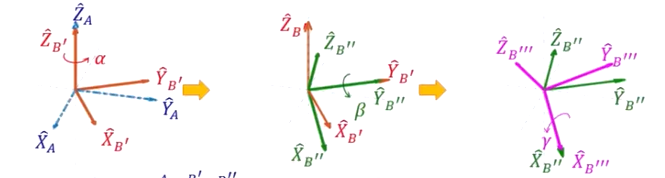 Ẑ_A
Ẑ_B′
α
Ŷ_B′
Ŷ_A
X̂_A
X̂_B′
Ẑ_B
Ẑ_B″
Ŷ_B′
Ŷ_B″
β
X̂_B′
X̂_B″
Ẑ_B‴
Ẑ_B″
Ŷ_B‴
Ŷ_B″
γ
X̂_B″
X̂_B‴